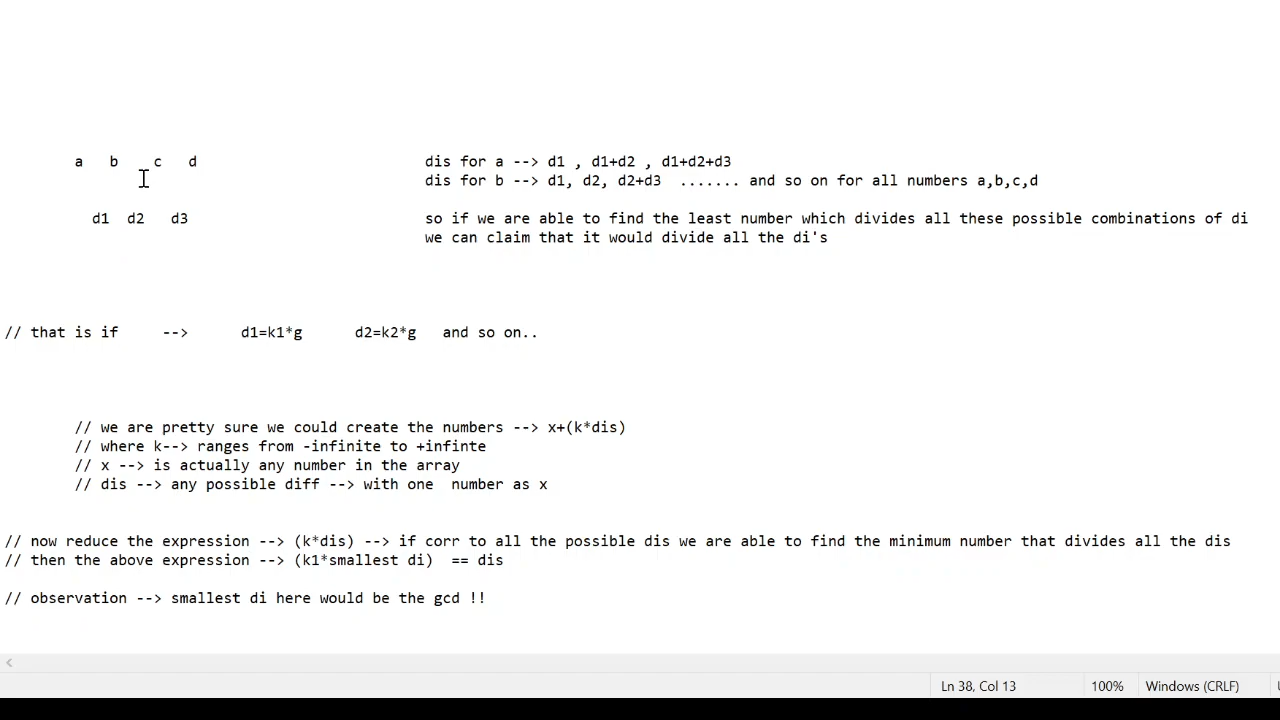 a b c d dis for a --> d1 , d1+d2 , d1+d2+d3
dis for b --> d1, d2, d2+d3 ....... and so on for all numbers a,b,c,d
d1 d2 d3 so if we are able to find the least number which divides all these possible combinations of di
we can claim that it would divide all the di's
// that is if --> d1=k1*g d2=k2*g and so on..
// we are pretty sure we could create the numbers --> x+(k*dis)
// where k--> ranges from -infinite to +infinte
// x --> is actually any number in the array
// dis --> any possible diff --> with one number as x
// now reduce the expression --> (k*dis) --> if corr to all the possible dis we are able to find the minimum number that divides all the dis
// then the above expression --> (k1*smallest di) == dis
// observation --> smallest di here would be the gcd !!
Ln 38, Col 13 100% Windows (CRLF)